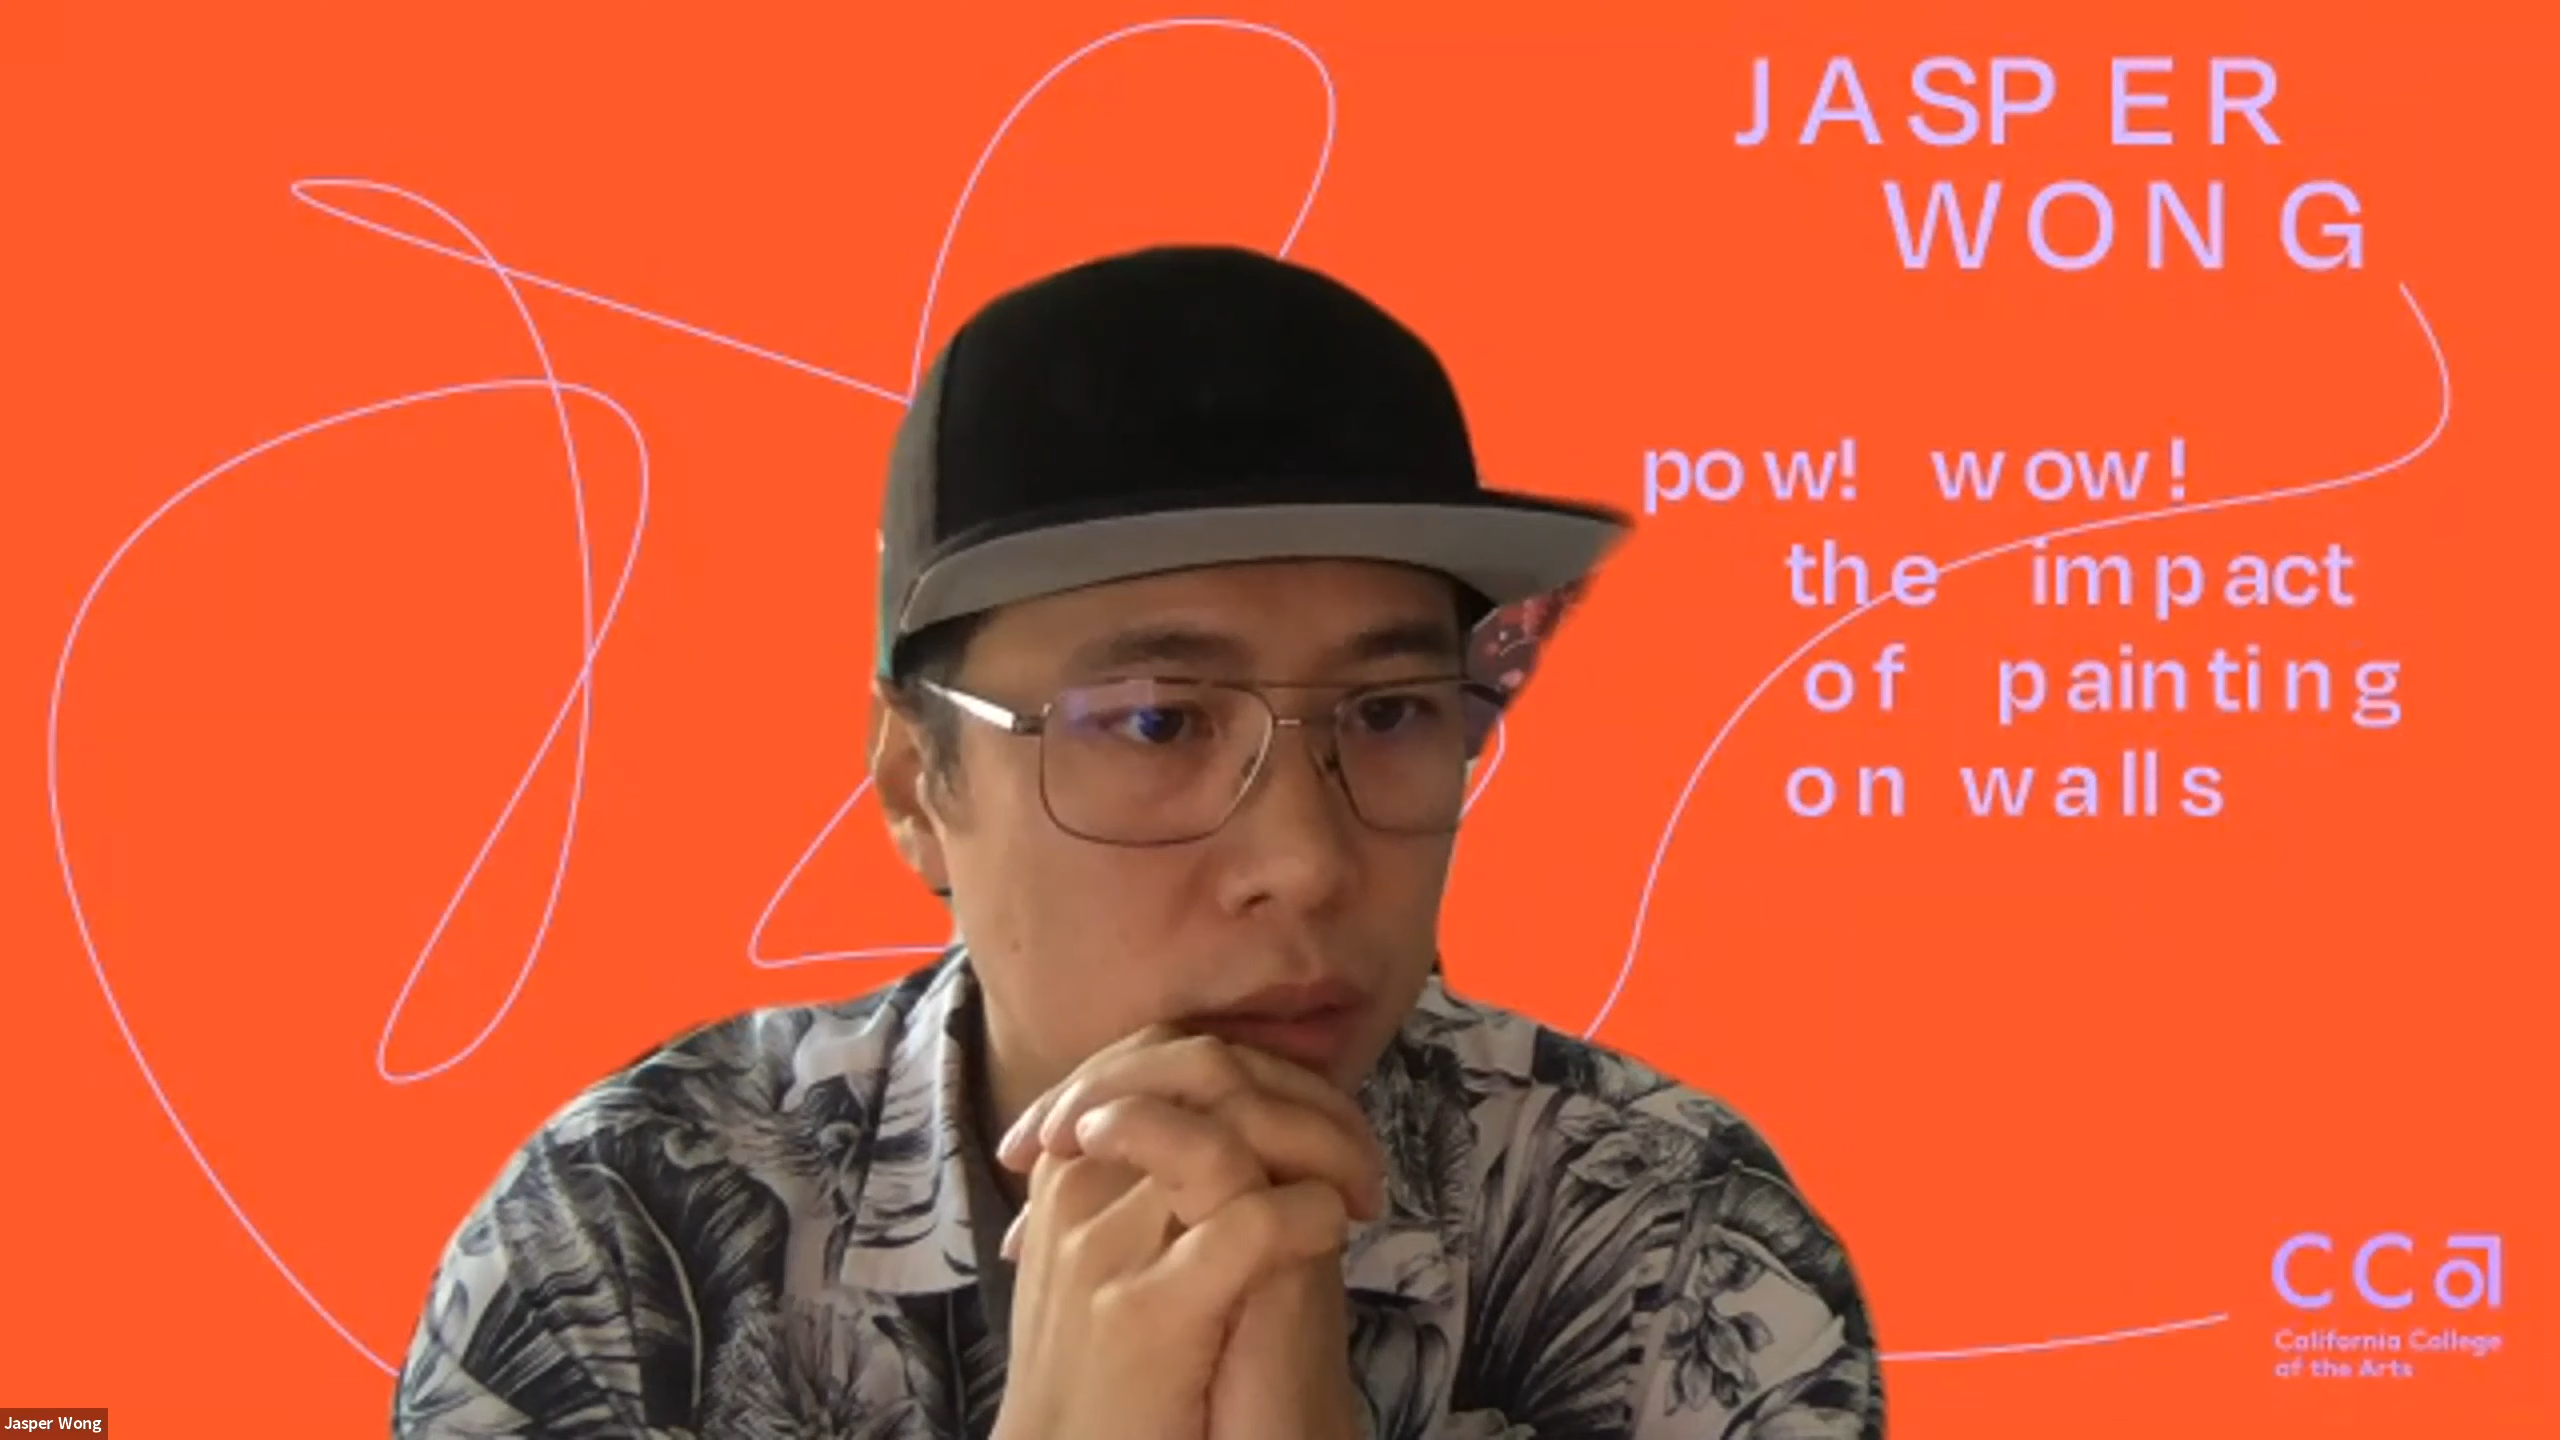 JASPER
WONG
pow! wow!
the impact
of painting
on walls
CCa
California College
of the Arts
Jasper Wong